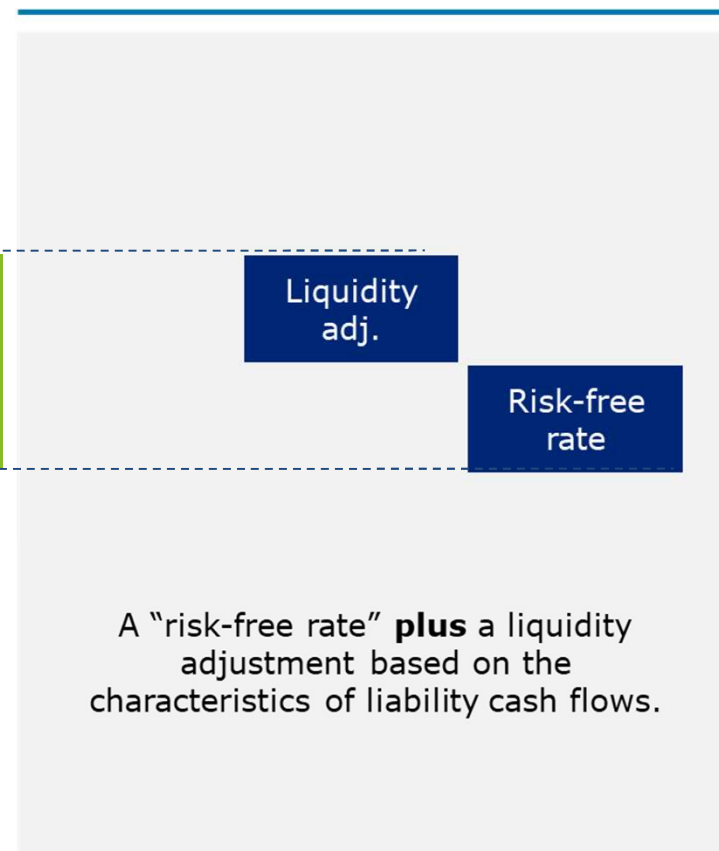 Liquidity
adj.
Risk-free
rate
A “risk-free rate” plus a liquidity
adjustment based on the
characteristics of liability cash flows.